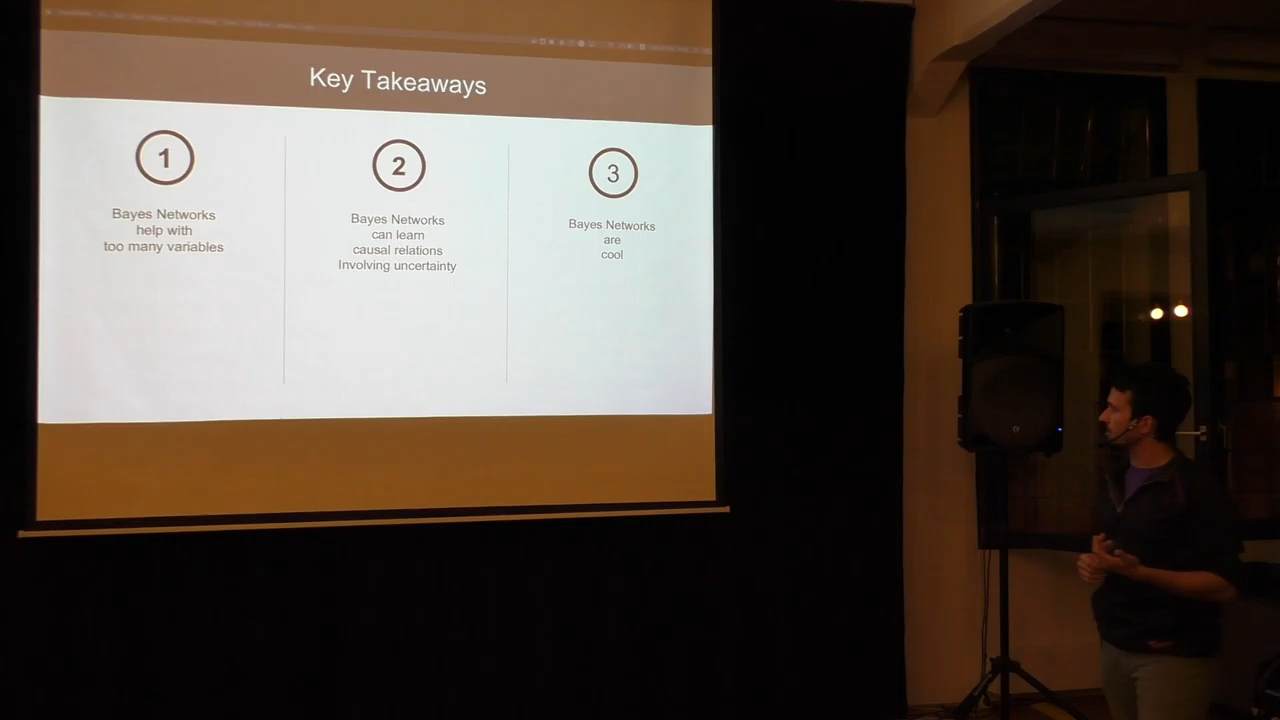 Key Takeaways
1
Bayes Networks
help with
too many variables
2
Bayes Networks
can learn
causal relations
Involving uncertainty
3
Bayes Networks
are
cool